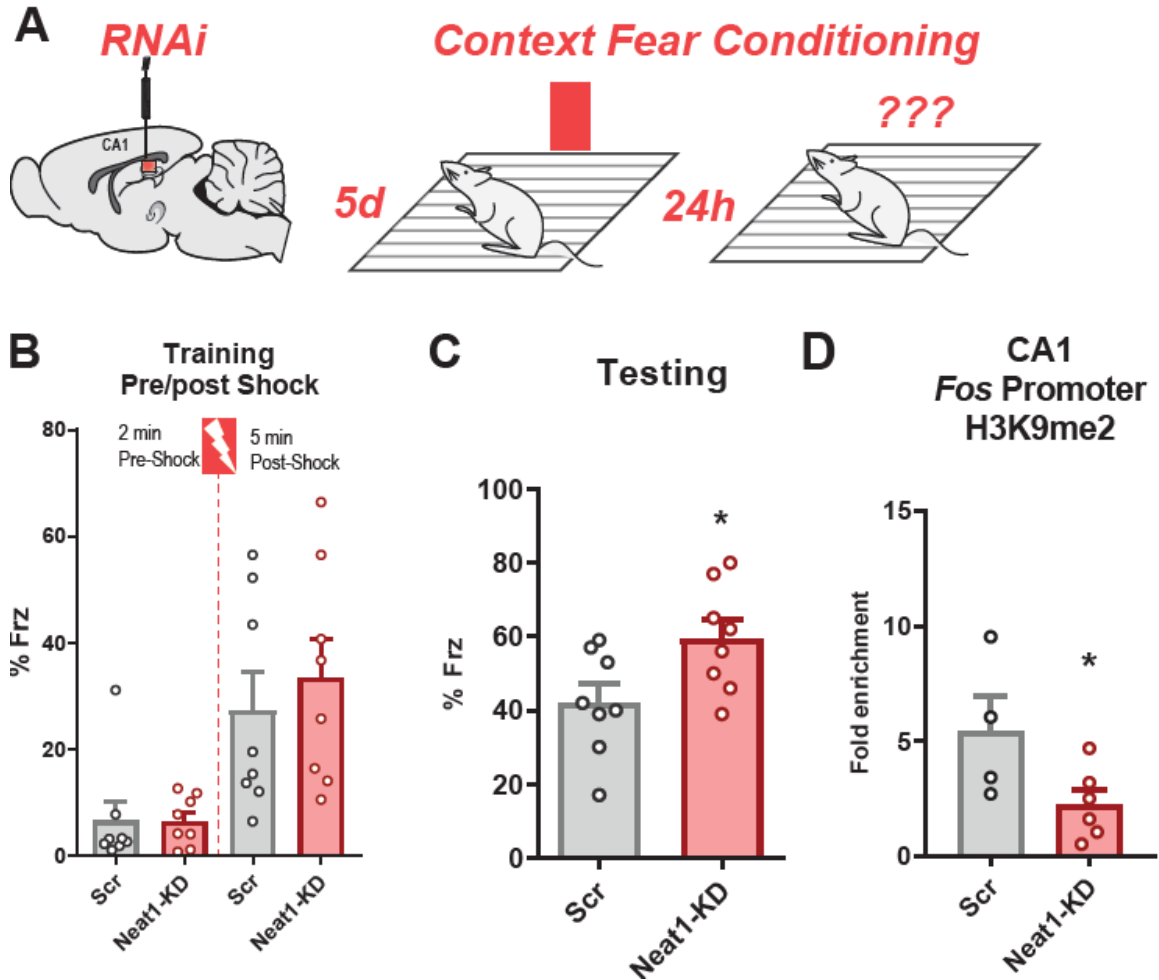 A
RNAi
Context Fear Conditioning
CA1
???
5d
24h
B
Training
Pre/post Shock
2 min
Pre-Shock
5 min
Post-Shock
80
60
40
20
0
% Frz
Scr
Neat1-KD
Scr
Neat1-KD
C
Testing
*
100
80
60
40
20
0
% Frz
Scr
Neat1-KD
D
CA1
Fos Promoter
H3K9me2
*
15
10
5
0
Fold enrichment
Scr
Neat1-KD